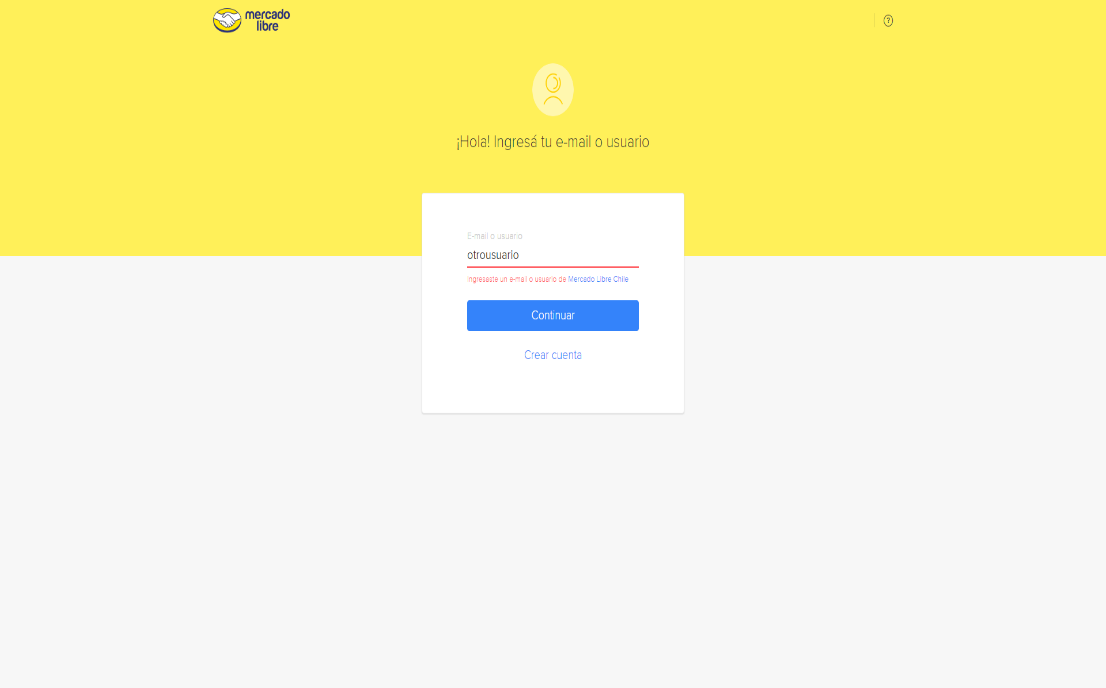 mercado
libre
¡Hola! Ingresá tu e-mail o usuario
E-mail o usuario
otrousuario
Ingresaste un e-mail o usuario de Mercado Libre Chile
Continuar
Crear cuenta